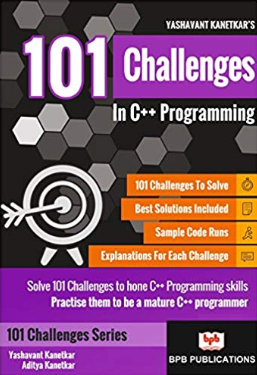 YASHAVANT KANETKAR'S
101 Challenges
In C++ Programming
101 Challenges To Solve
Best Solutions Included
Sample Code Runs
Explanations For Each Challenge
Solve 101 Challenges to hone C++ Programming skills
Practise them to be a mature C++ programmer
101 Challenges Series
Yashavant Kanetkar
Aditya Kanetkar
bpb
BPB PUBLICATIONS